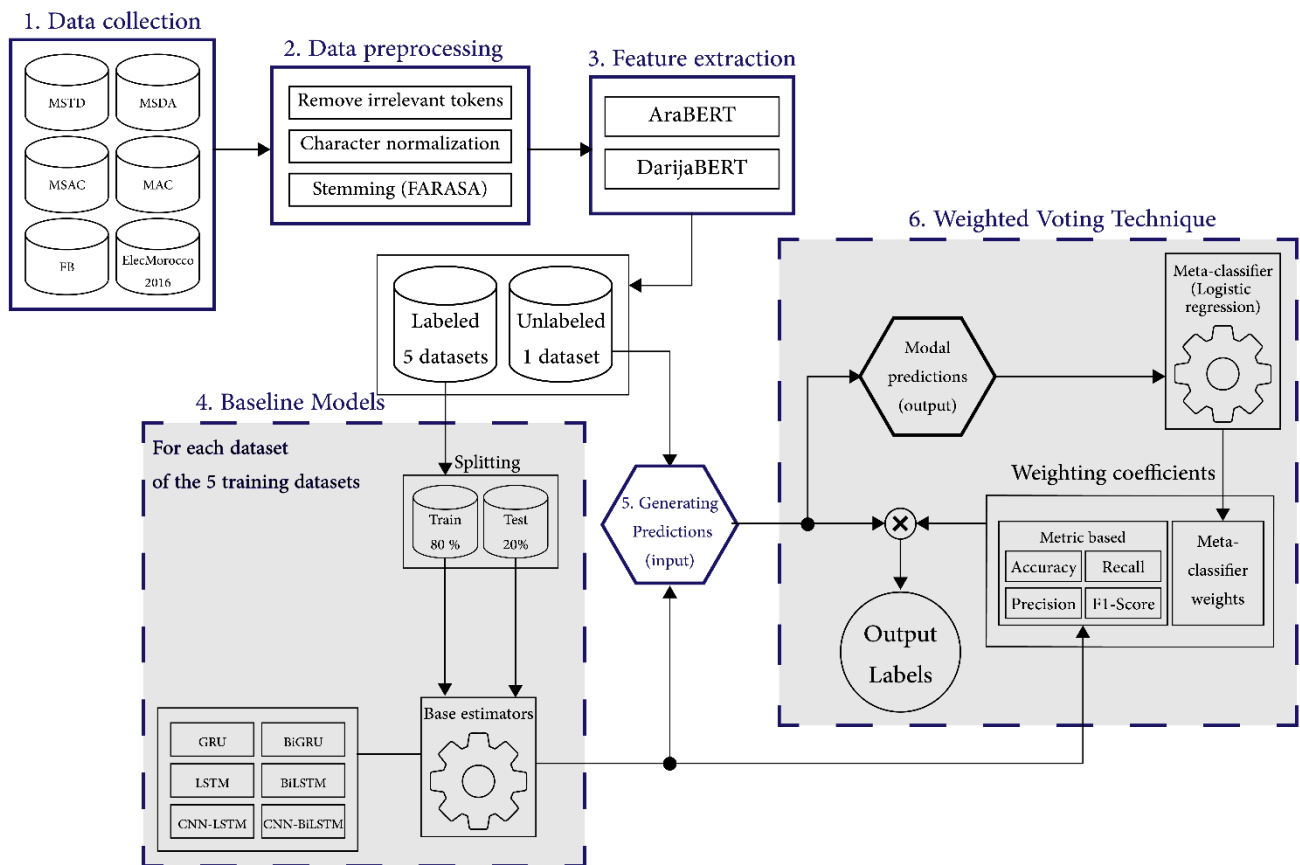 1. Data collection
MSTD
MSDA
MSAC
MAC
FB
ElecMorocco
2016
2. Data preprocessing
Remove irrelevant tokens
Character normalization
Stemming (FARASA)
3. Feature extraction
AraBERT
DarijaBERT
Labeled
5 datasets
Unlabeled
1 dataset
4. Baseline Models
For each dataset
of the 5 training datasets
Splitting
Train
80 %
Test
20%
Base estimators
GRU
BiGRU
LSTM
BiLSTM
CNN-LSTM
CNN-BiLSTM
5. Generating
Predictions
(input)
6. Weighted Voting Technique
Modal
predictions
(output)
Meta-classifier
(Logistic
regression)
Weighting coefficients
Metric based
Accuracy
Recall
Precision
F1-Score
Meta-
classifier
weights
Output
Labels